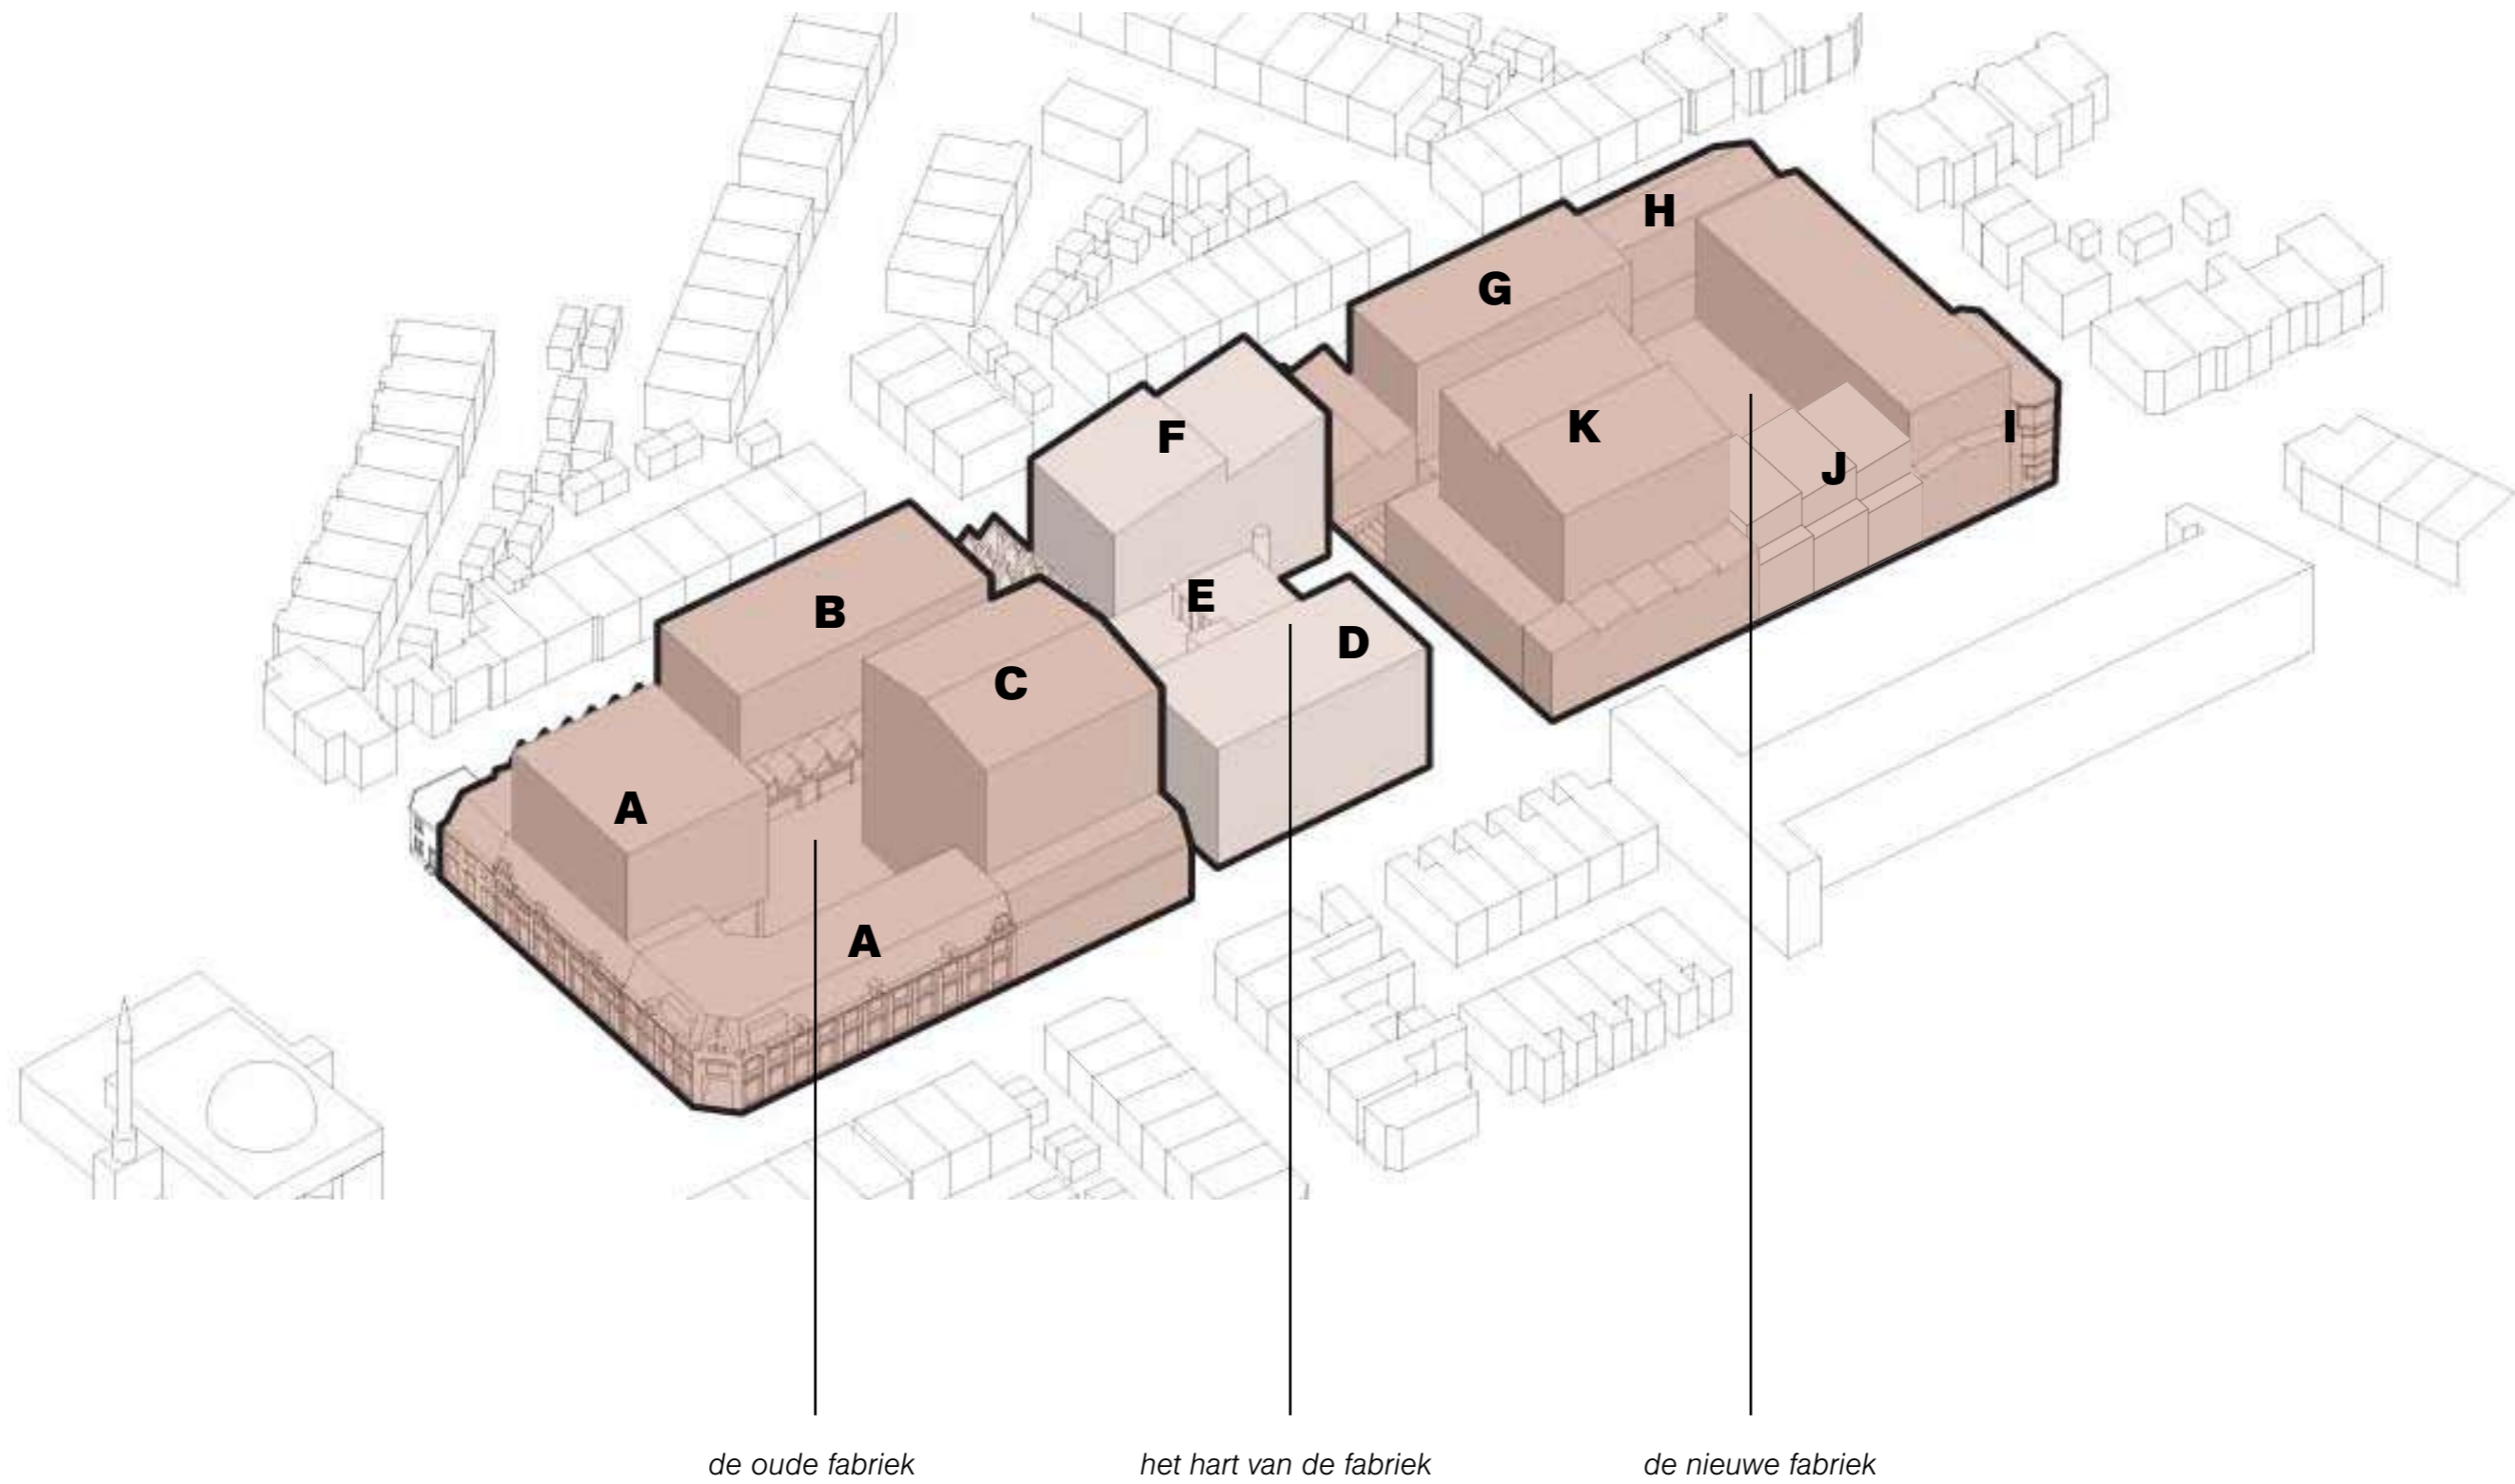 H
G
K
F
J
I
E
B
D
C
A
A
de oude fabriek
het hart van de fabriek
de nieuwe fabriek